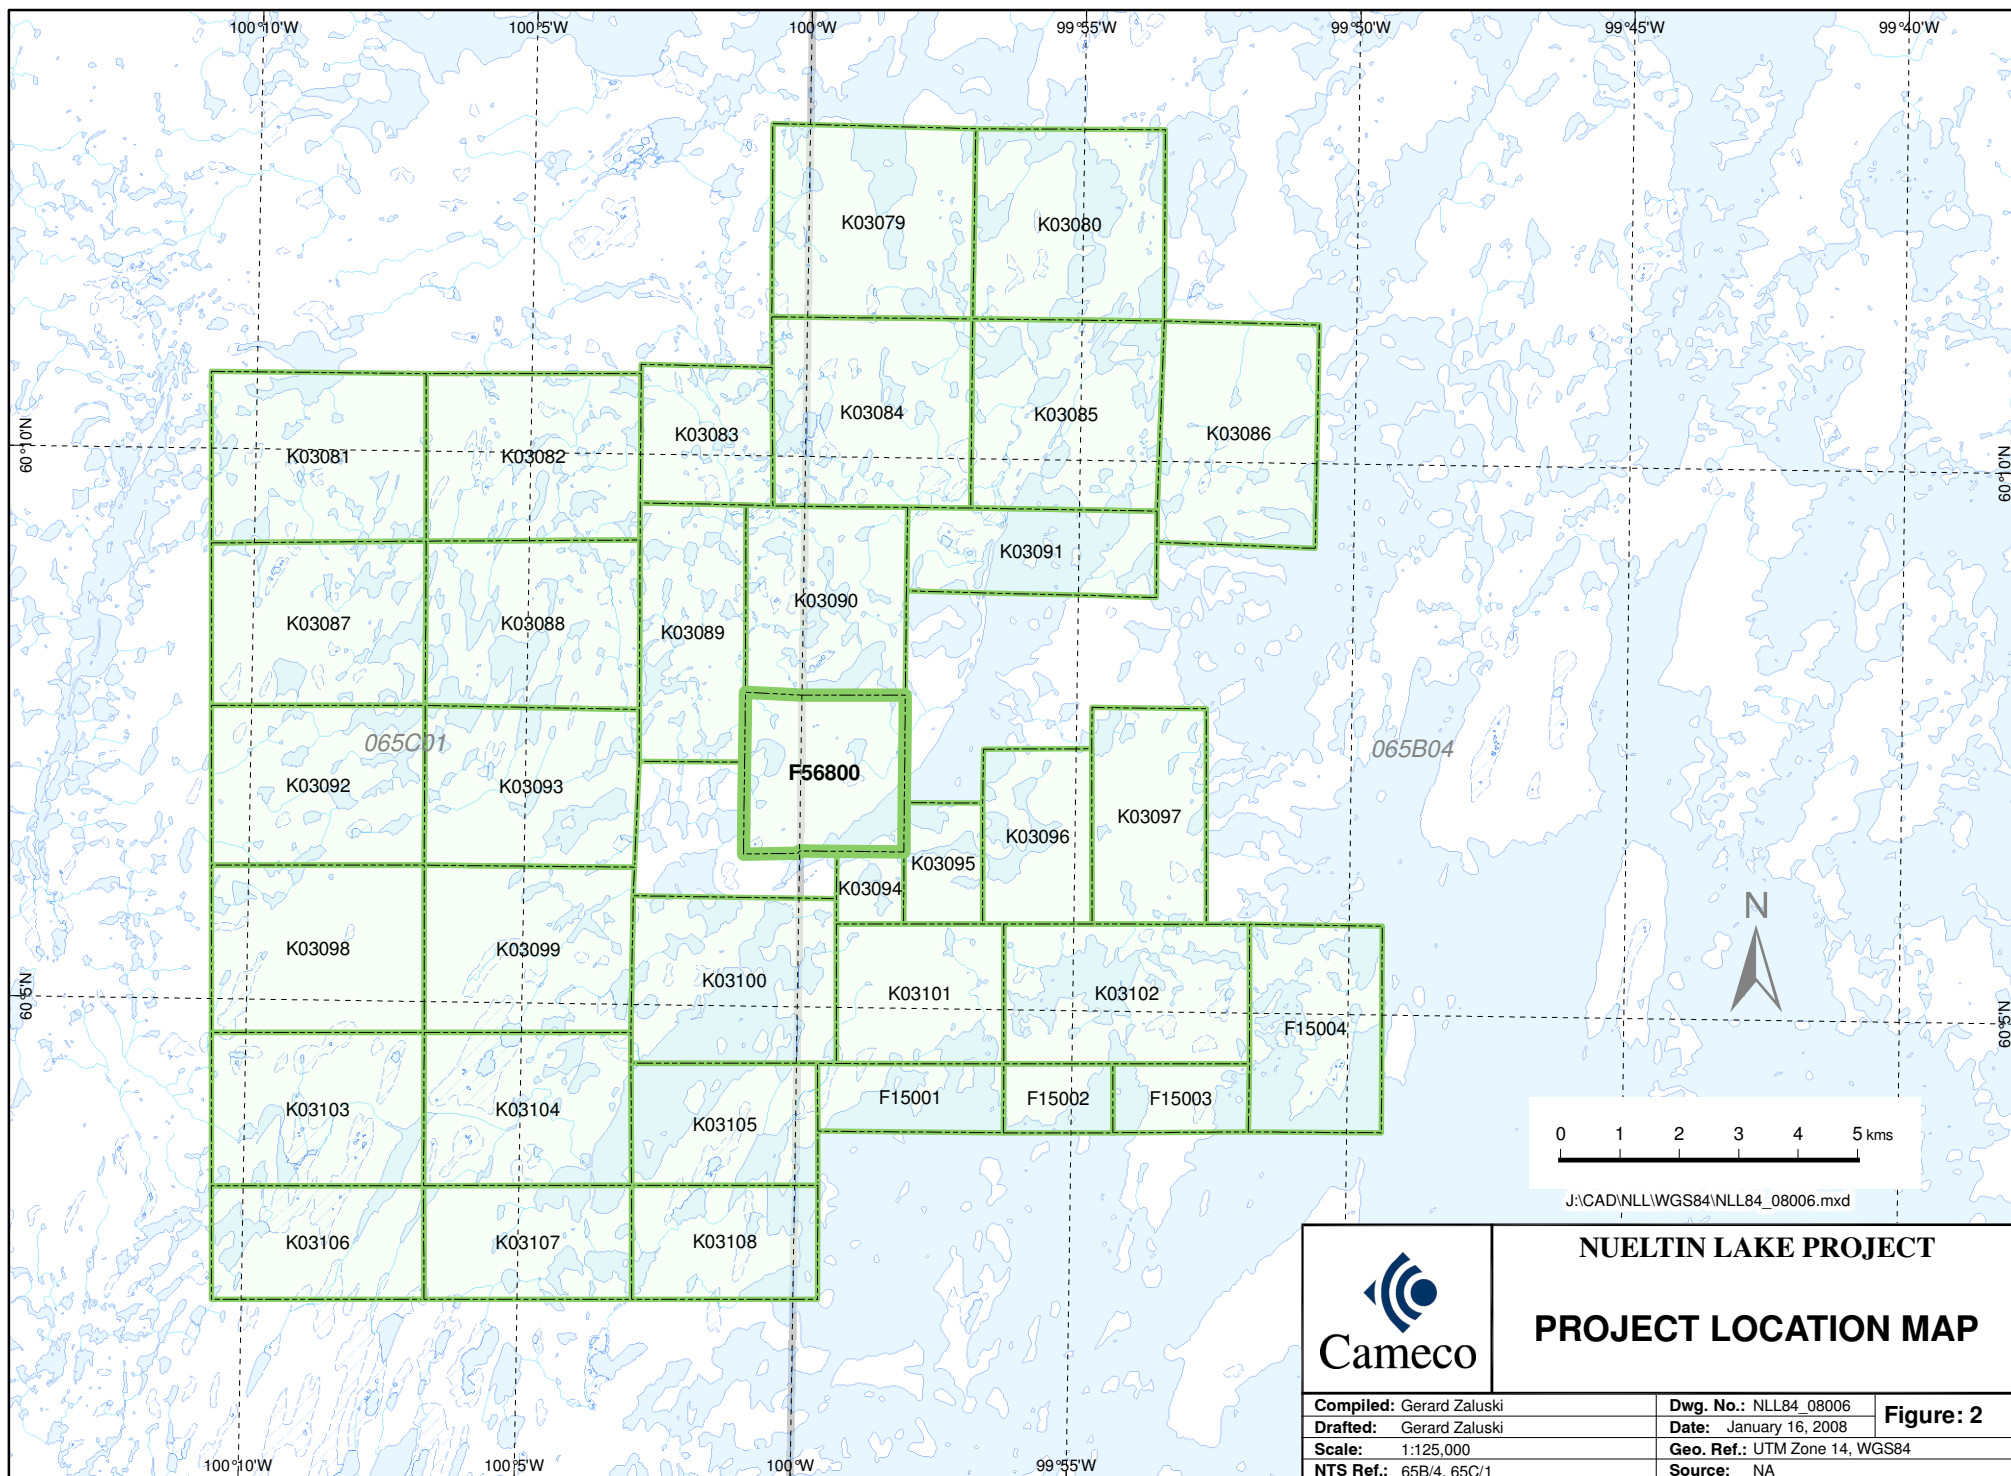 100°10'W 100°5'W 100°W 99°55'W 99°50'W 99°45'W 99°40'W
K03079 K03080
K03084 K03085
K03083 K03086
60°10'N K03081 K03082 60°10'N
K03091
K03090
K03087 K03088 K03089
065C01 065B04
F56800
K03092 K03093
K03096 K03097
K03095
K03094
N
K03098 K03099
K03100 K03101 K03102
60°5'N F15004 60°5'N
F15001 F15002 F15003
K03103 K03104 K03105
0 1 2 3 4 5 kms
J:\CAD\NLL\WGS84\NLL84_08006.mxd
K03106 K03107 K03108
NUELTIN LAKE PROJECT
PROJECT LOCATION MAP
Cameco
Compiled: Gerard Zaluski Dwg. No.: NLL84_08006 Figure: 2
Drafted: Gerard Zaluski Date: January 16, 2008
Scale: 1:125,000 Geo. Ref.: UTM Zone 14, WGS84
NTS Ref.: 65B/4, 65C/1 Source: NA
100°10'W 100°5'W 100°W 99°55'W